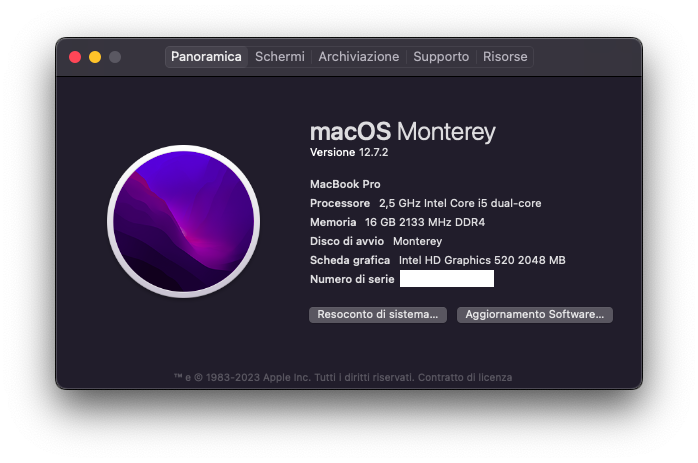 Panoramica Schermi Archiviazione Supporto Risorse
macOS Monterey
Versione 12.7.2
MacBook Pro
Processore 2,5 GHz Intel Core i5 dual-core
Memoria 16 GB 2133 MHz DDR4
Disco di avvio Monterey
Scheda grafica Intel HD Graphics 520 2048 MB
Numero di serie
Resoconto di sistema... Aggiornamento Software...
™ e © 1983-2023 Apple Inc. Tutti i diritti riservati. Contratto di licenza